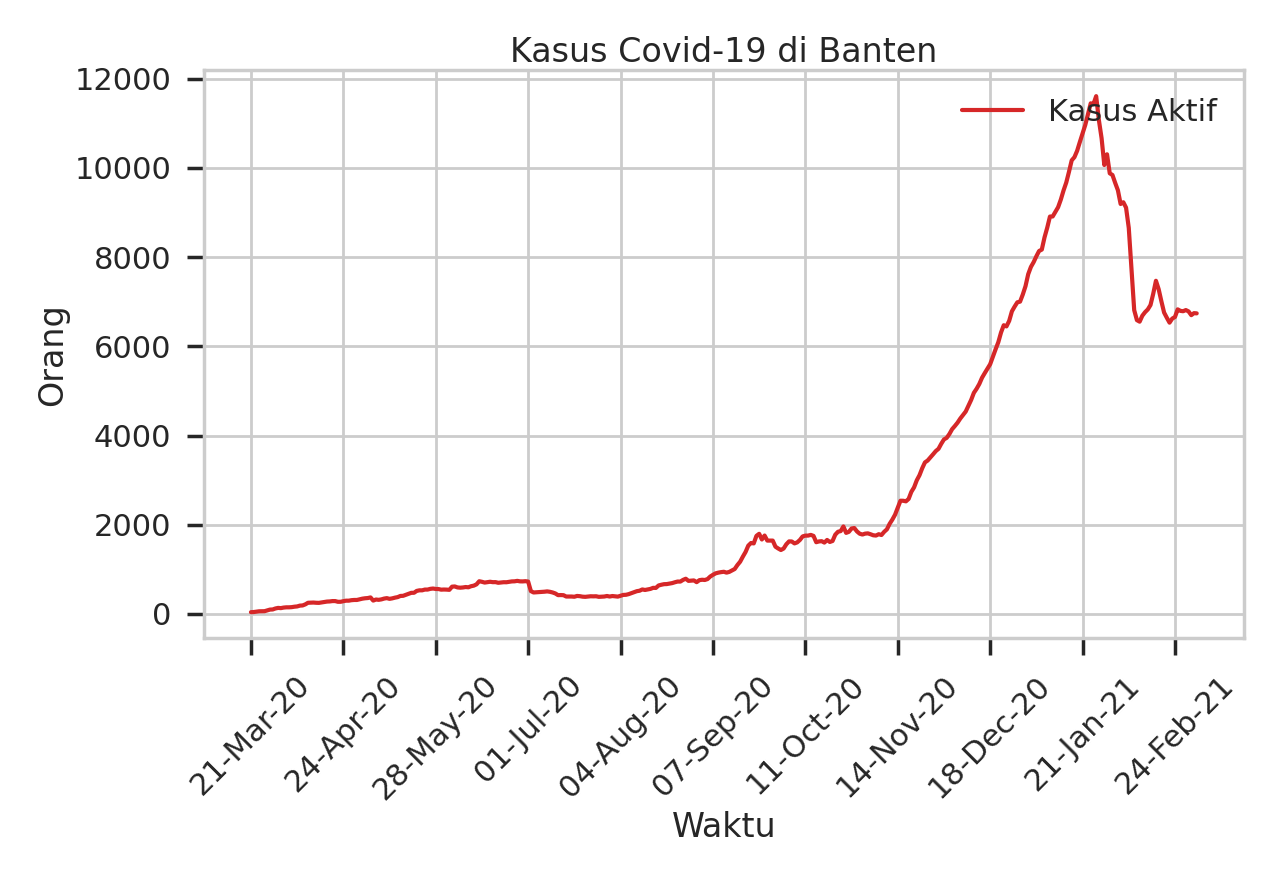 Kasus Covid-19 di Banten
12000
10000
8000
6000
4000
2000
0
Orang
Kasus Aktif
21-Mar-20
24-Apr-20
28-May-20
01-Jul-20
04-Aug-20
07-Sep-20
11-Oct-20
14-Nov-20
18-Dec-20
21-Jan-21
24-Feb-21
Waktu